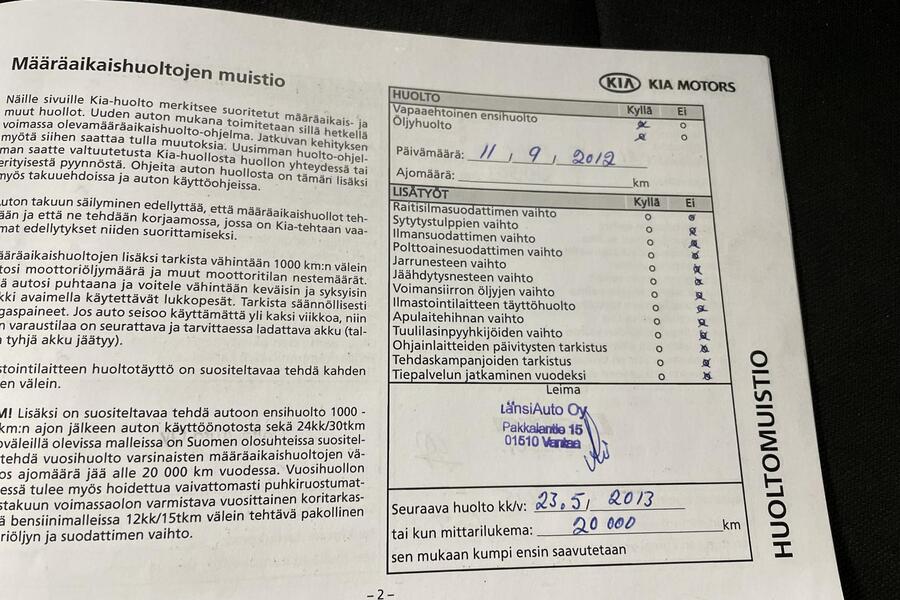 Määräaikaishuoltojen muistio
Näille sivuille Kia-huolto merkitsee suoritetut määräaikais- ja
muut huollot. Uuden auton mukana toimitetaan sillä hetkellä
voimassa olevamääräaikaishuolto-ohjelma. Jatkuvan kehityksen
myötä siihen saattaa tulla muutoksia. Uusimman huolto-ohjel-
man saatte valtuutetusta Kia-huollosta huollon yhteydessä tai
erityisestä pyynnöstä. Ohjeita auton huollosta on tämän lisäksi
myös takuuehdoissa ja auton käyttöohjeissa.
uton takuun säilyminen edellyttää, että määräaikaishuollot teh-
ään ja että ne tehdään korjaamossa, jossa on Kia-tehtaan vaa-
mat edellytykset niiden suorittamiseksi.
ääräaikaishuoltojen lisäksi tarkista vähintään 1000 km:n välein
tosi moottoriöljymäärä ja muut moottoritilan nestemäärät.
ä autosi puhtaana ja voitele vähintään keväisin ja syksyisin
kki avaimella käytettävät lukkopesät. Tarkista säännöllisesti
gaspaineet. Jos auto seisoo käyttämättä yli kaksi viikkoa, niin
n varaustilaa on seurattava ja tarvittaessa ladattava akku (tal-
a tyhjä akku jäätyy).
stointilaitteen huoltotäyttö on suositeltavaa tehdä kahden
en välein.
M! Lisäksi on suositeltavaa tehdä autoon ensihuolto 1000 -
km:n ajon jälkeen auton käyttöönotosta sekä 24kk/30tkm
oväleillä olevissa malleissa on Suomen olosuhteissa suositel-
tehdä vuosihuolto varsinaisten määräaikaishuoltojen vä-
os ajomäärä jää alle 20 000 km vuodessa. Vuosihuollon
essä tulee myös hoidettua vaivattomasti puhkiruostumat-
stakuun voimassaolon varmistava vuosittainen koritarkas-
ä bensiinimalleissa 12kk/15tkm välein tehtävä pakollinen
riöljyn ja suodattimen vaihto.
KIA KIA MOTORS
HUOLTO Kyllä Ei
Vapaaehtoinen ensihuolto
Öljyhuolto
Päivämäärä: 11 , 9 , 2012
Ajomäärä: km
LISÄTYÖT Kyllä Ei
Raitisilmasuodattimen vaihto
Sytytystulppien vaihto
Ilmansuodattimen vaihto
Polttoainesuodattimen vaihto
Jarrunesteen vaihto
Jäähdytysnesteen vaihto
Voimansiirron öljyjen vaihto
Ilmastointilaitteen täyttöhuolto
Apulaitehihnan vaihto
Tuulilasinpyyhkijöiden vaihto
Ohjainlaitteiden päivitysten tarkistus
Tehdaskampanjoiden tarkistus
Tiepalvelun jatkaminen vuodeksi
Leima
LänsiAuto Oy
Pakkalantie 15
01510 Vantaa
Seuraava huolto kk/v: 23.5, 2013
tai kun mittarilukema: 20 000 km
sen mukaan kumpi ensin saavutetaan
HUOLTOMUISTIO
-2-